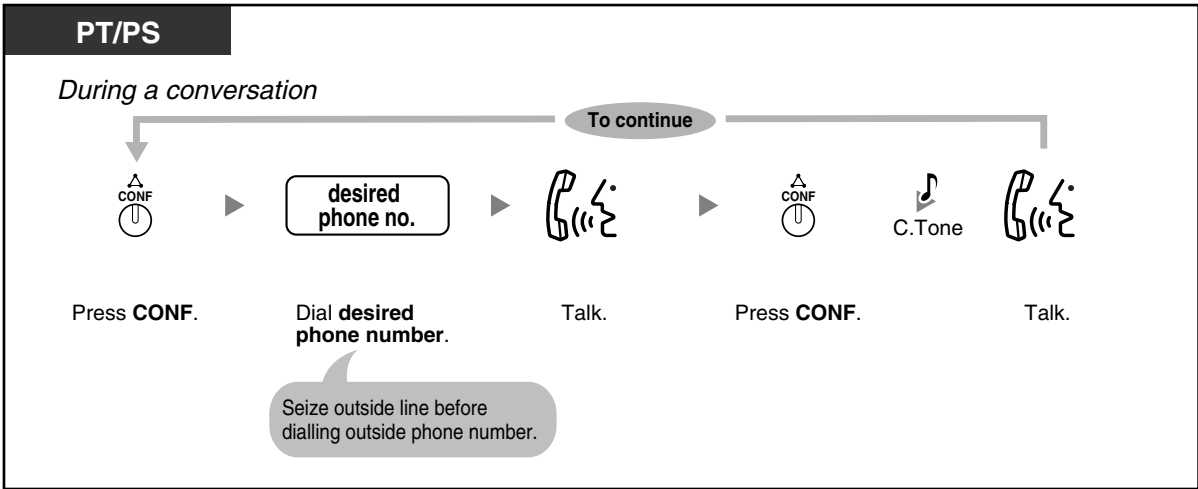 PT/PS
During a conversation
To continue
CONF
desired
phone no.
CONF
C.Tone
Press CONF.
Dial desired
phone number.
Talk.
Press CONF.
Talk.
Seize outside line before
dialling outside phone number.